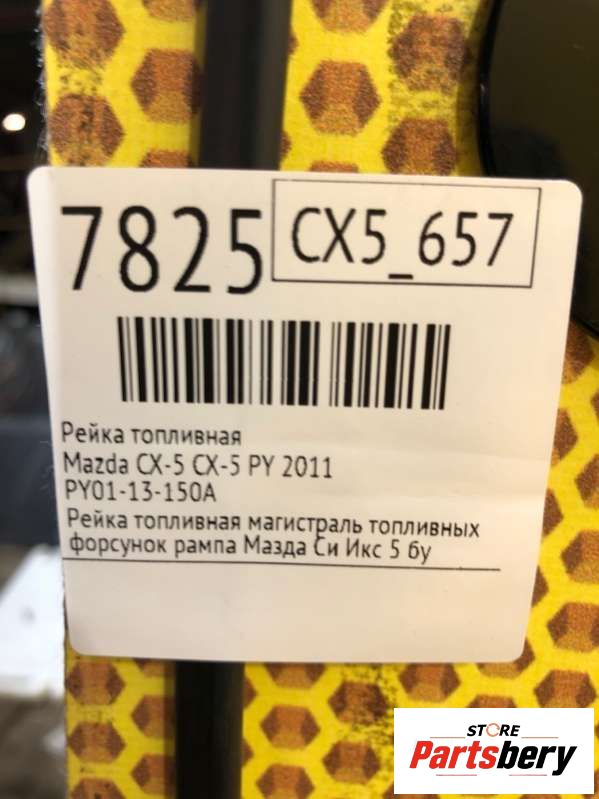 7825
CX5_657
Рейка топливная
Mazda CX-5 CX-5 PY 2011
PY01-13-150A
Рейка топливная магистраль топливных
форсунок рампа Мазда Си Икс 5 бу
STORE
Partsbery